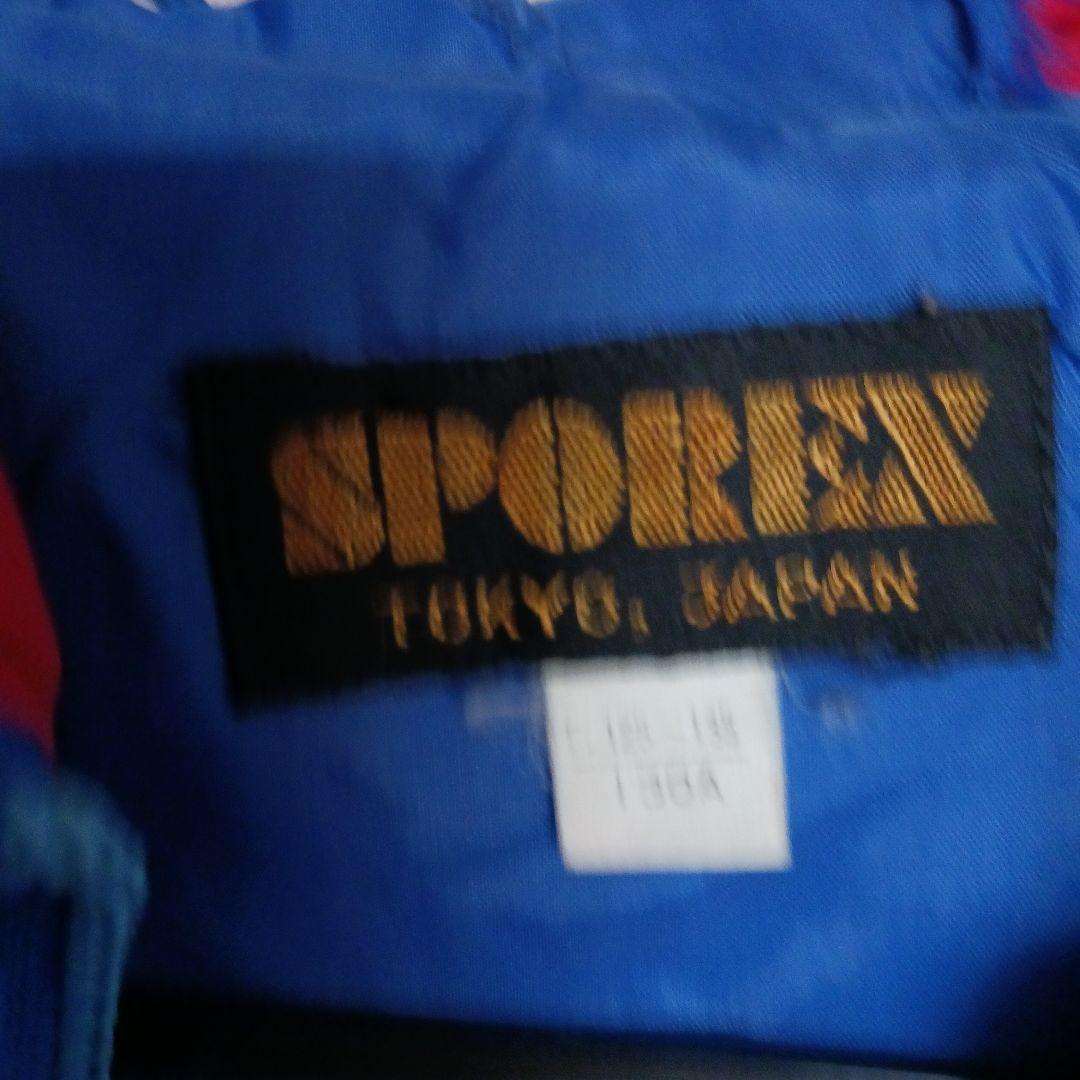 SPOREX
TOKYO, JAPAN
130A